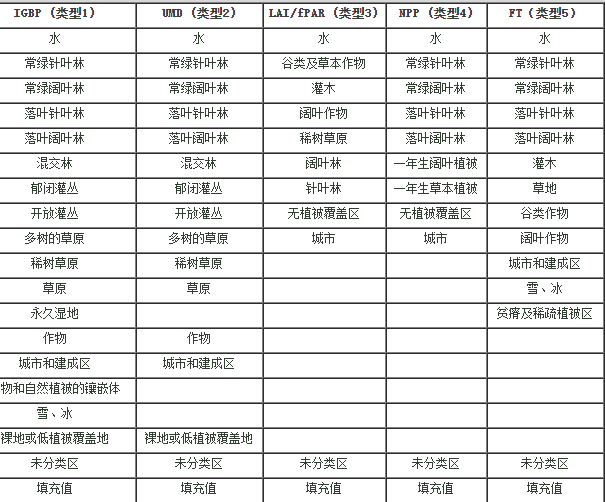 IGBP (类型1) UMD (类型2) LAI/fPAR (类型3) NPP (类型4) FT (类型5)
水 水 水 水 水
常绿针叶林 常绿针叶林 谷类及草本作物 常绿针叶林 常绿针叶林
常绿阔叶林 常绿阔叶林 灌木 常绿阔叶林 常绿阔叶林
落叶针叶林 落叶针叶林 阔叶作物 落叶针叶林 落叶针叶林
落叶阔叶林 落叶阔叶林 稀树草原 落叶阔叶林 落叶阔叶林
混交林 混交林 阔叶林 一年生阔叶植被 灌木
郁闭灌丛 郁闭灌丛 针叶林 一年生草本植被 草地
开放灌丛 开放灌丛 无植被覆盖区 无植被覆盖区 谷类作物
多树的草原 多树的草原 城市 城市 阔叶作物
稀树草原 稀树草原 城市和建成区
草原 草原 雪、冰
永久湿地 贫瘠及稀疏植被区
作物 作物
城市和建成区 城市和建成区
物和自然植被的镶嵌体
雪、冰
裸地或低植被覆盖地 裸地或低植被覆盖地
未分类区 未分类区 未分类区 未分类区 未分类区
填充值 填充值 填充值 填充值 填充值